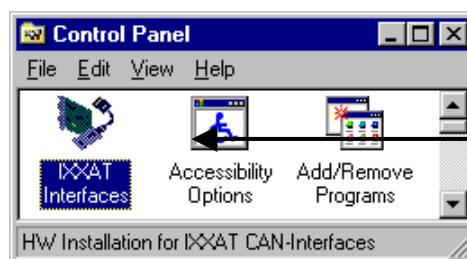 Control Panel
File Edit View Help
IXXAT Accessibility Add/Remove
Interfaces Options Programs
HW Installation for IXXAT CAN-Interfaces